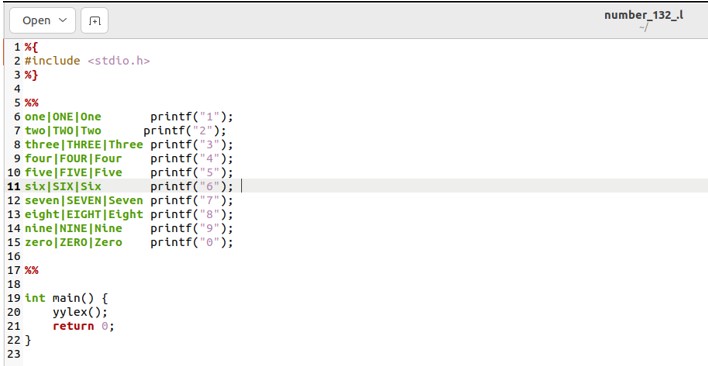 Open
number_132_.l
~/
1 %{
2 #include <stdio.h>
3 %}
4
5 %%
6 one|ONE|One       printf("1");
7 two|TWO|Two      printf("2");
8 three|THREE|Three printf("3");
9 four|FOUR|Four    printf("4");
10 five|FIVE|Five    printf("5");
11 six|SIX|Six       printf("6");
12 seven|SEVEN|Seven printf("7");
13 eight|EIGHT|Eight printf("8");
14 nine|NINE|Nine    printf("9");
15 zero|ZERO|Zero    printf("0");
16
17 %%
18
19 int main() {
20     yylex();
21     return 0;
22 }
23